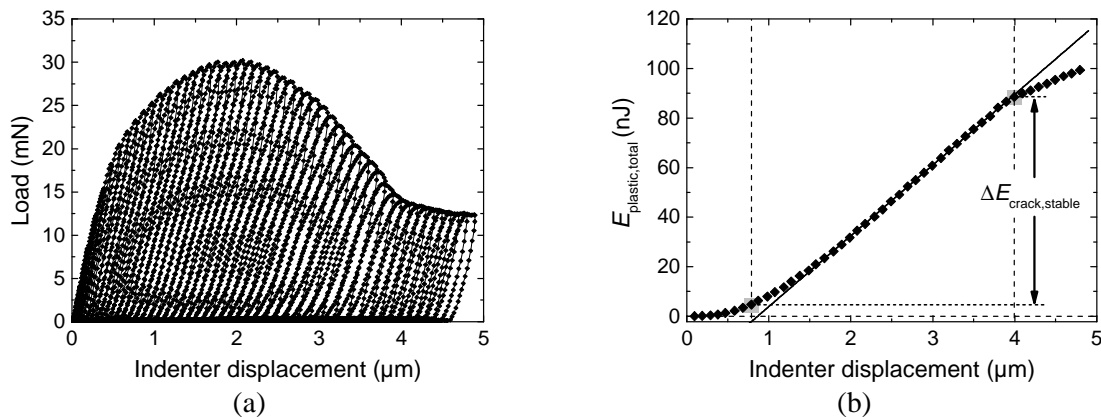 35
30
25
20
15
10
5
0
Load (mN)
0 1 2 3 4 5
Indenter displacement (µm)
(a)
120
100
80
60
40
20
0
E plastic,total (nJ)
ΔE crack,stable
0 1 2 3 4 5
Indenter displacement (µm)
(b)